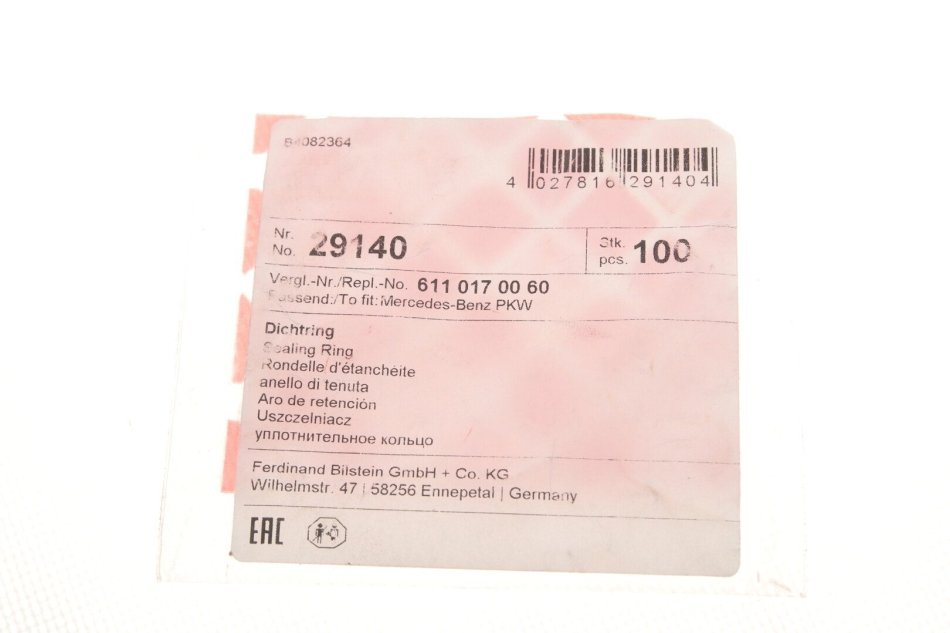 84082364
4 027816 291404
Nr.
No. 29140
Stk.
pcs. 100
Vergl.-Nr./Repl.-No. 611 017 00 60
Passend:/To fit: Mercedes-Benz PKW
Dichtring
Sealing Ring
Rondelle d'étanchéite
anello di tenuta
Aro de retención
Uszczelniacz
уплотнительное кольцо
Ferdinand Bilstein GmbH + Co. KG
Wilhelmstr. 47 | 58256 Ennepetal | Germany
EAC